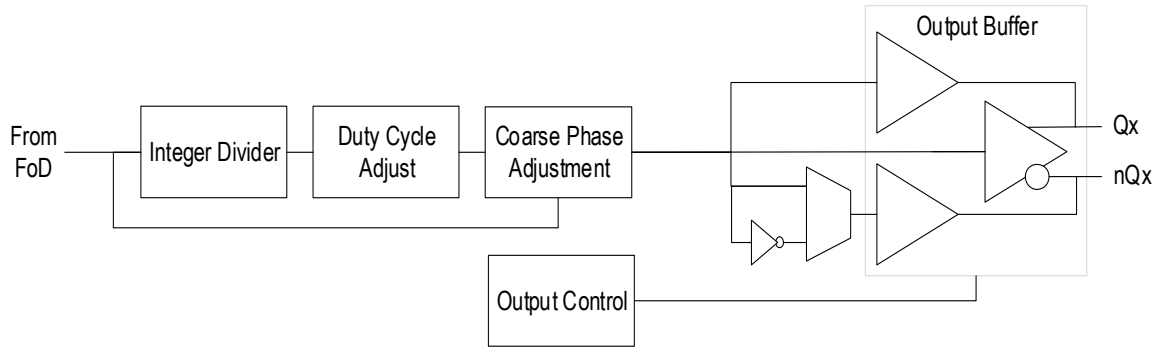 Output Buffer
From
FoD
Integer Divider
Duty Cycle
Adjust
Coarse Phase
Adjustment
Qx
nQx
Output Control